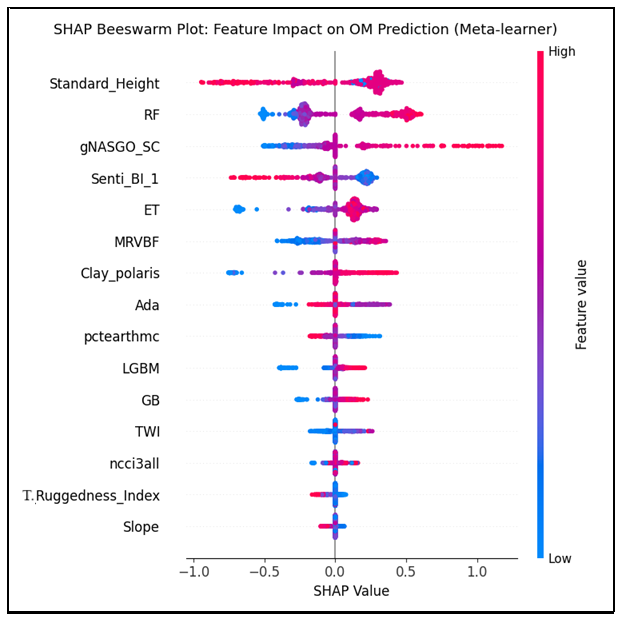 SHAP Beeswarm Plot: Feature Impact on OM Prediction (Meta-learner)
High
Standard_Height
RF
gNASGO_SC
Senti_BI_1
ET
MRVBF
Clay_polaris
Ada
pctearthmc
LGBM
GB
TWI
ncci3all
T.Ruggedness_Index
Slope
Feature value
Low
−1.0 −0.5 0.0 0.5 1.0
SHAP Value